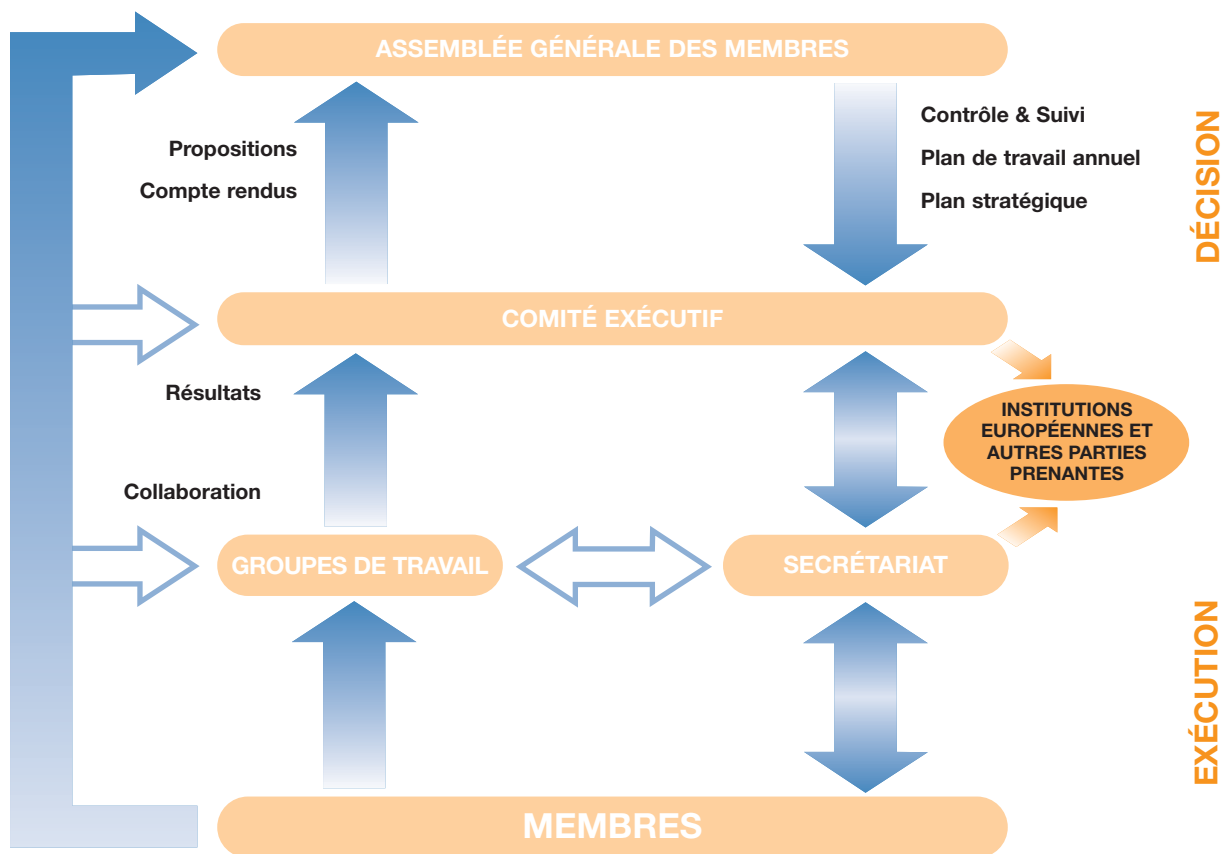 ASSEMBLÉE GÉNÉRALE DES MEMBRES
Propositions
Compte rendus
Contrôle & Suivi
Plan de travail annuel
Plan stratégique
DÉCISION
COMITÉ EXÉCUTIF
Résultats
Collaboration
INSTITUTIONS
EUROPÉENNES ET
AUTRES PARTIES
PRENANTES
GROUPES DE TRAVAIL
SECRÉTARIAT
EXÉCUTION
MEMBRES